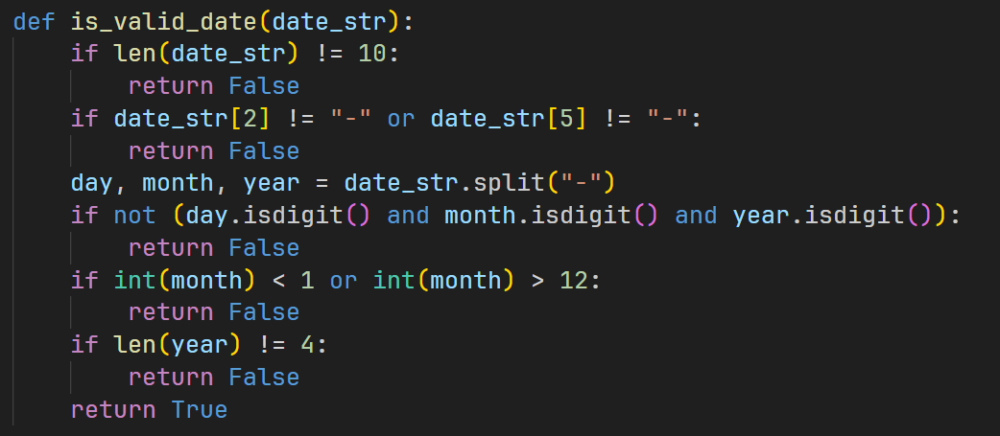 def is_valid_date(date_str):
    if len(date_str) != 10:
        return False
    if date_str[2] != "-" or date_str[5] != "-":
        return False
    day, month, year = date_str.split("-")
    if not (day.isdigit() and month.isdigit() and year.isdigit()):
        return False
    if int(month) < 1 or int(month) > 12:
        return False
    if len(year) != 4:
        return False
    return True